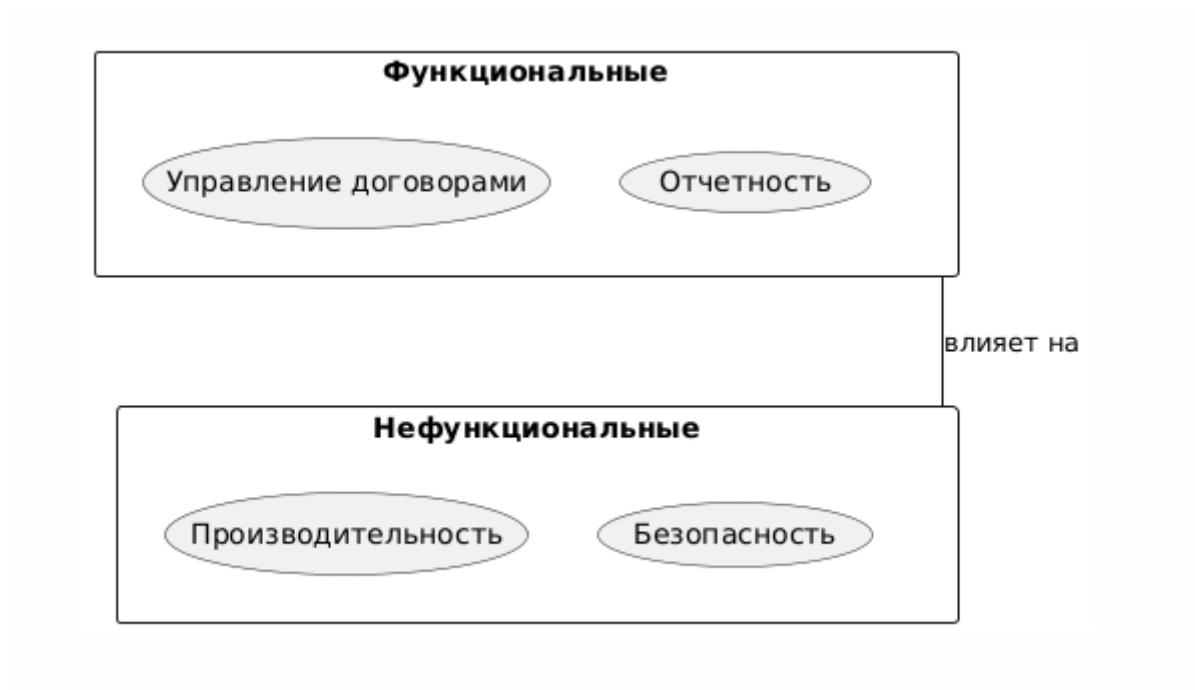 Функциональные
Управление договорами
Отчетность
влияет на
Нефункциональные
Производительность
Безопасность